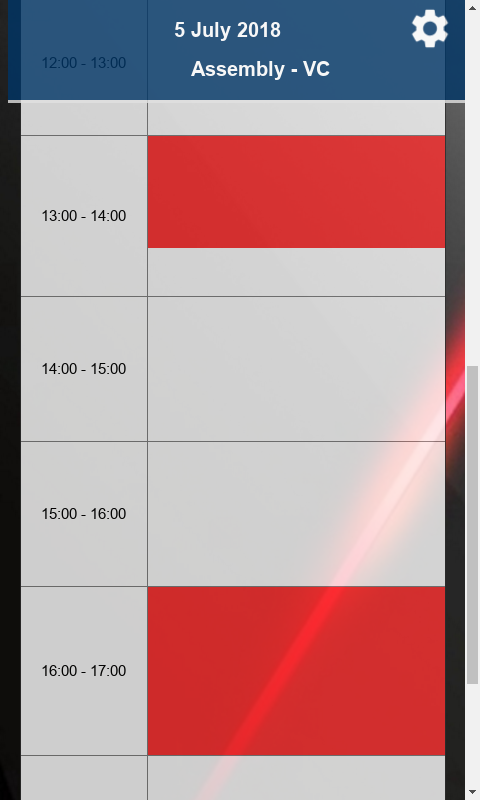 5 July 2018
Assembly - VC
12:00 - 13:00
13:00 - 14:00
14:00 - 15:00
15:00 - 16:00
16:00 - 17:00